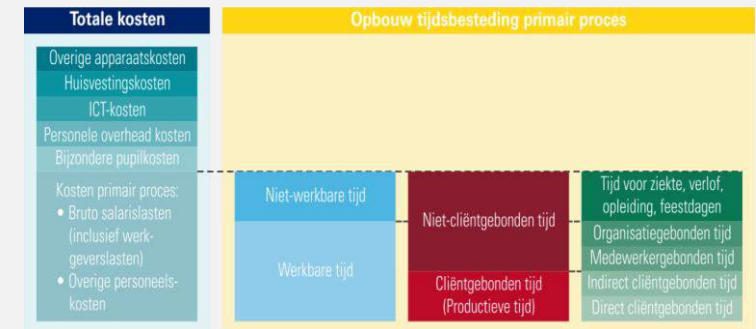 Totale kosten
Opbouw tijdsbesteding primair proces
Overige apparaatskosten
Huisvestingskosten
ICT-kosten
Personele overhead kosten
Bijzondere pupilkosten
Kosten primair proces:
• Bruto salarislasten
(inclusief werk-
geverslasten)
• Overige personeels-
kosten
Niet-werkbare tijd
Werkbare tijd
Niet-cliëntgebonden tijd
Cliëntgebonden tijd
(Productieve tijd)
Tijd voor ziekte, verlof,
opleiding, feestdagen
Organisatiegebonden tijd
Medewerkergebonden tijd
Indirect cliëntgebonden tijd
Direct cliëntgebonden tijd